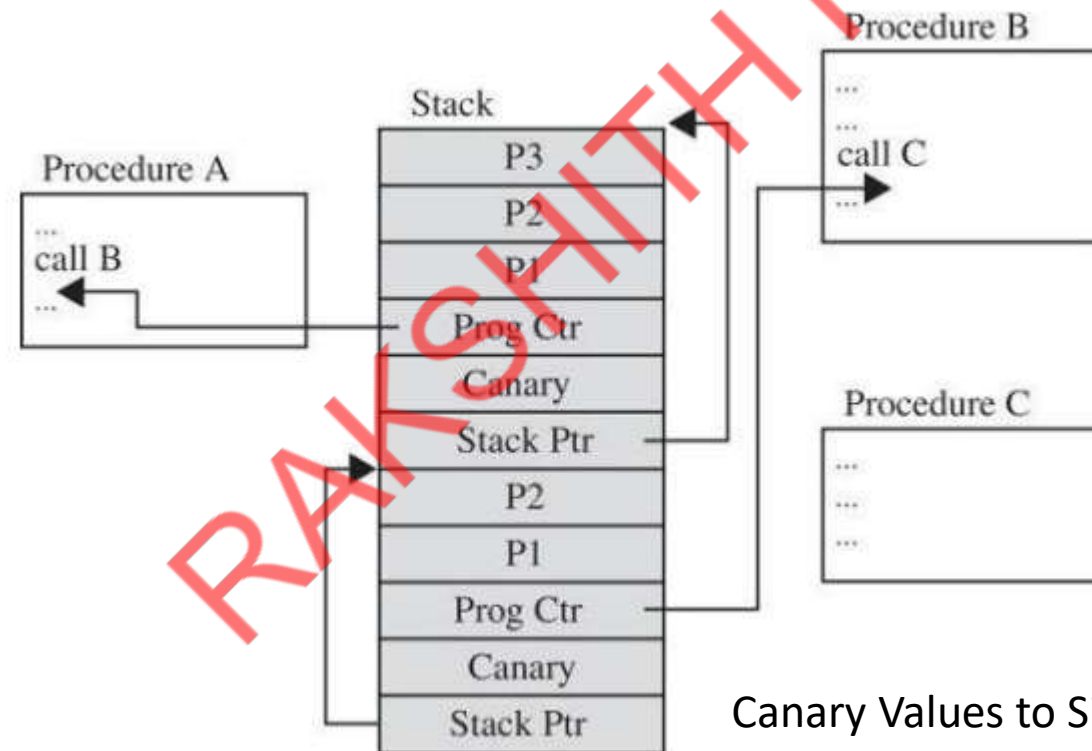 Procedure A
...
call B
...
Stack
P3
P2
P1
Prog Ctr
Canary
Stack Ptr
P2
P1
Prog Ctr
Canary
Stack Ptr
Procedure B
...
...
call C
...
Procedure C
...
...
...
Canary Values to S
RAKSHITH